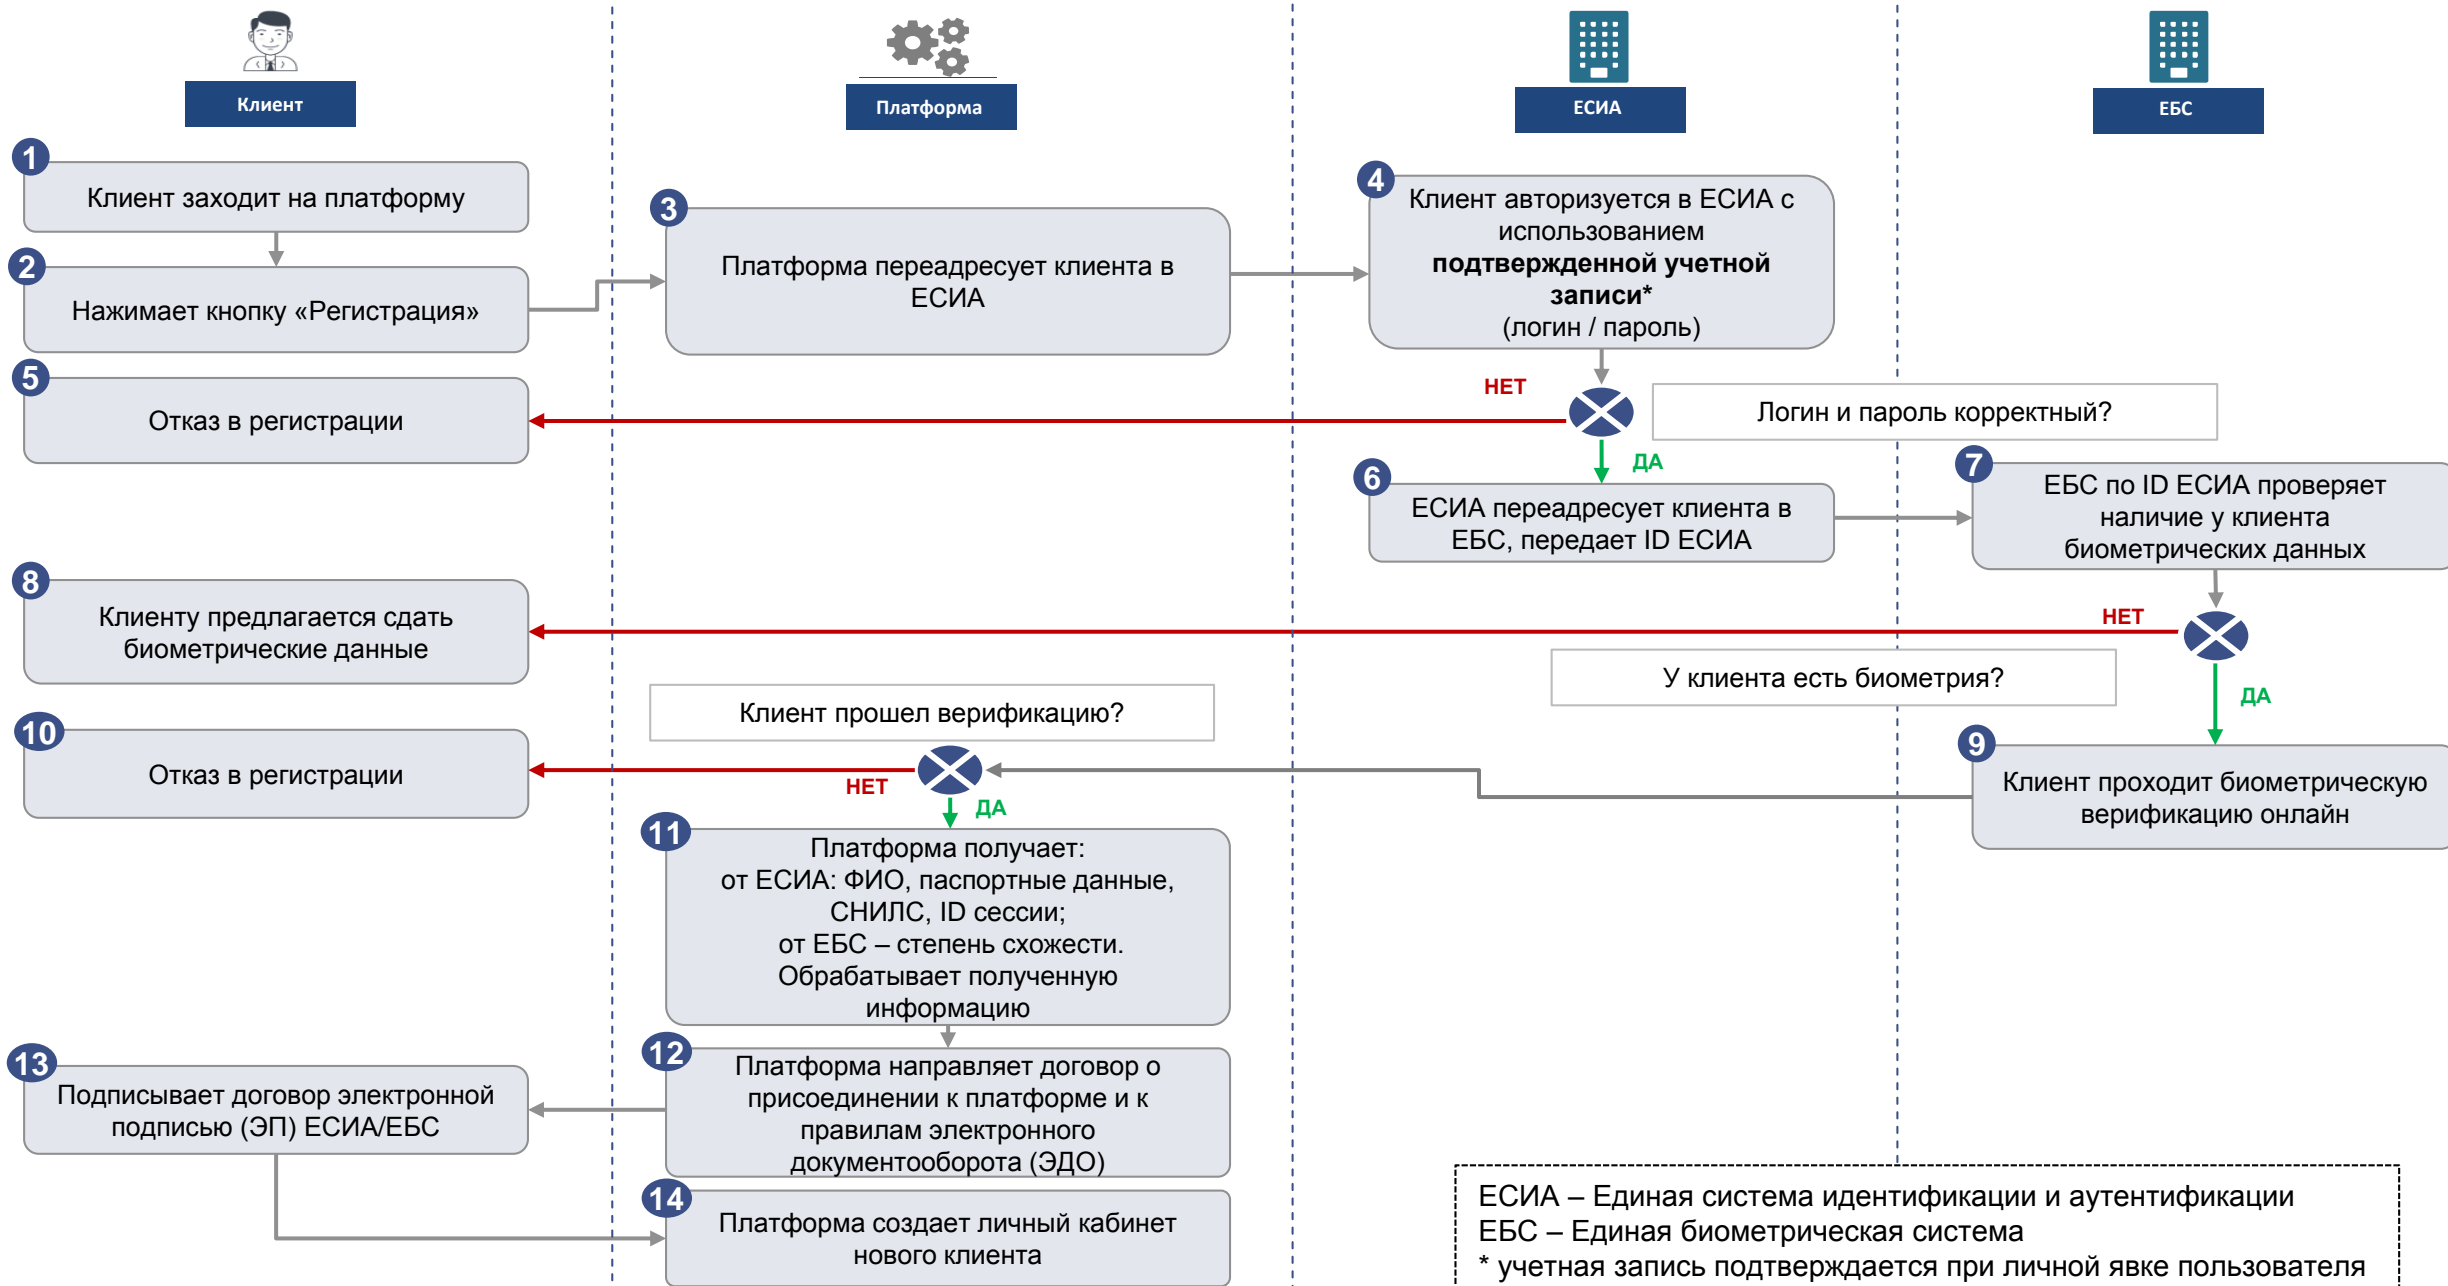 Клиент
Платформа
ЕСИА
ЕБС
1
Клиент заходит на платформу
2
Нажимает кнопку «Регистрация»
3
Платформа переадресует клиента в
ЕСИА
4
Клиент авторизуется в ЕСИА с
использованием
подтвержденной учетной
записи*
(логин / пароль)
НЕТ
Логин и пароль корректный?
ДА
5
Отказ в регистрации
6
ЕСИА переадресует клиента в
ЕБС, передает ID ЕСИА
7
ЕБС по ID ЕСИА проверяет
наличие у клиента
биометрических данных
НЕТ
У клиента есть биометрия?
ДА
8
Клиенту предлагается сдать
биометрические данные
9
Клиент проходит биометрическую
верификацию онлайн
Клиент прошел верификацию?
НЕТ
ДА
10
Отказ в регистрации
11
Платформа получает:
от ЕСИА: ФИО, паспортные данные,
СНИЛС, ID сессии;
от ЕБС – степень схожести.
Обрабатывает полученную
информацию
12
Платформа направляет договор о
присоединении к платформе и к
правилам электронного
документооборота (ЭДО)
13
Подписывает договор электронной
подписью (ЭП) ЕСИА/ЕБС
14
Платформа создает личный кабинет
нового клиента
ЕСИА – Единая система идентификации и аутентификации
ЕБС – Единая биометрическая система
* учетная запись подтверждается при личной явке пользователя